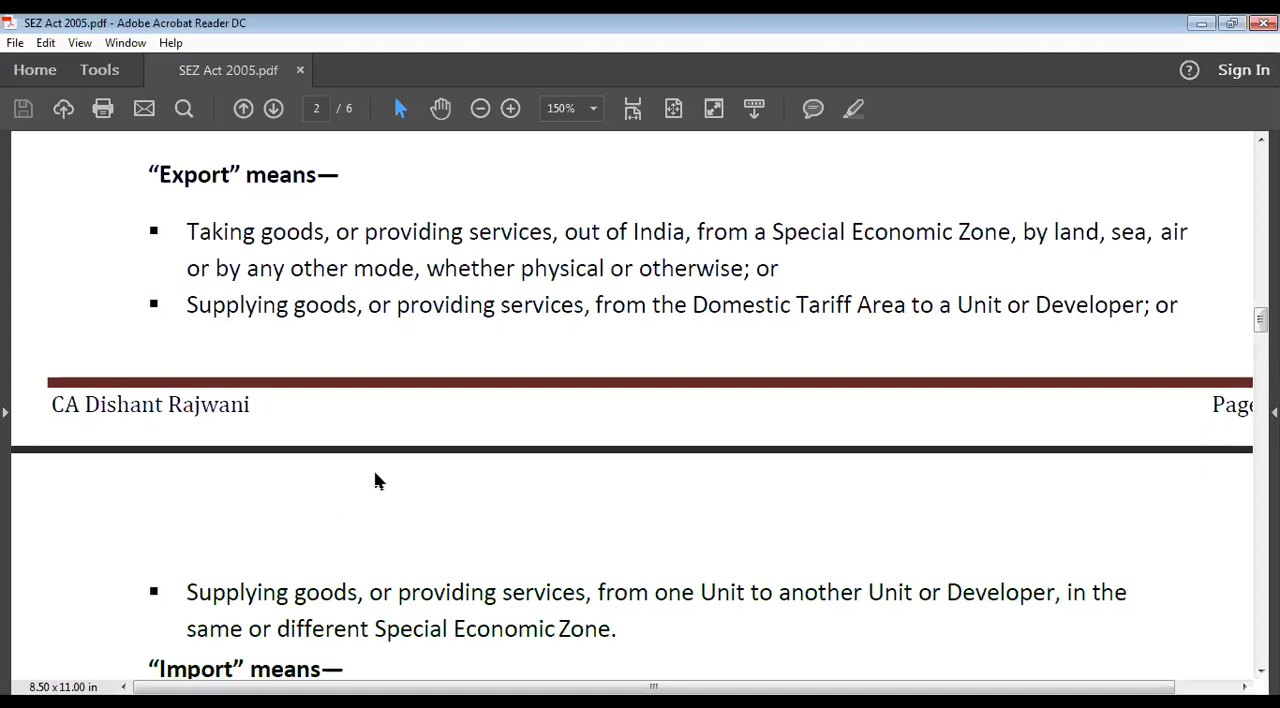 SEZ Act 2005.pdf - Adobe Acrobat Reader DC
File Edit View Window Help
Home Tools SEZ Act 2005.pdf × ? Sign In
2 / 6 150%
“Export” means—
▪ Taking goods, or providing services, out of India, from a Special Economic Zone, by land, sea, air
or by any other mode, whether physical or otherwise; or
▪ Supplying goods, or providing services, from the Domestic Tariff Area to a Unit or Developer; or
CA Dishant Rajwani Page
▪ Supplying goods, or providing services, from one Unit to another Unit or Developer, in the
same or different Special Economic Zone.
“Import” means—
8.50 x 11.00 in